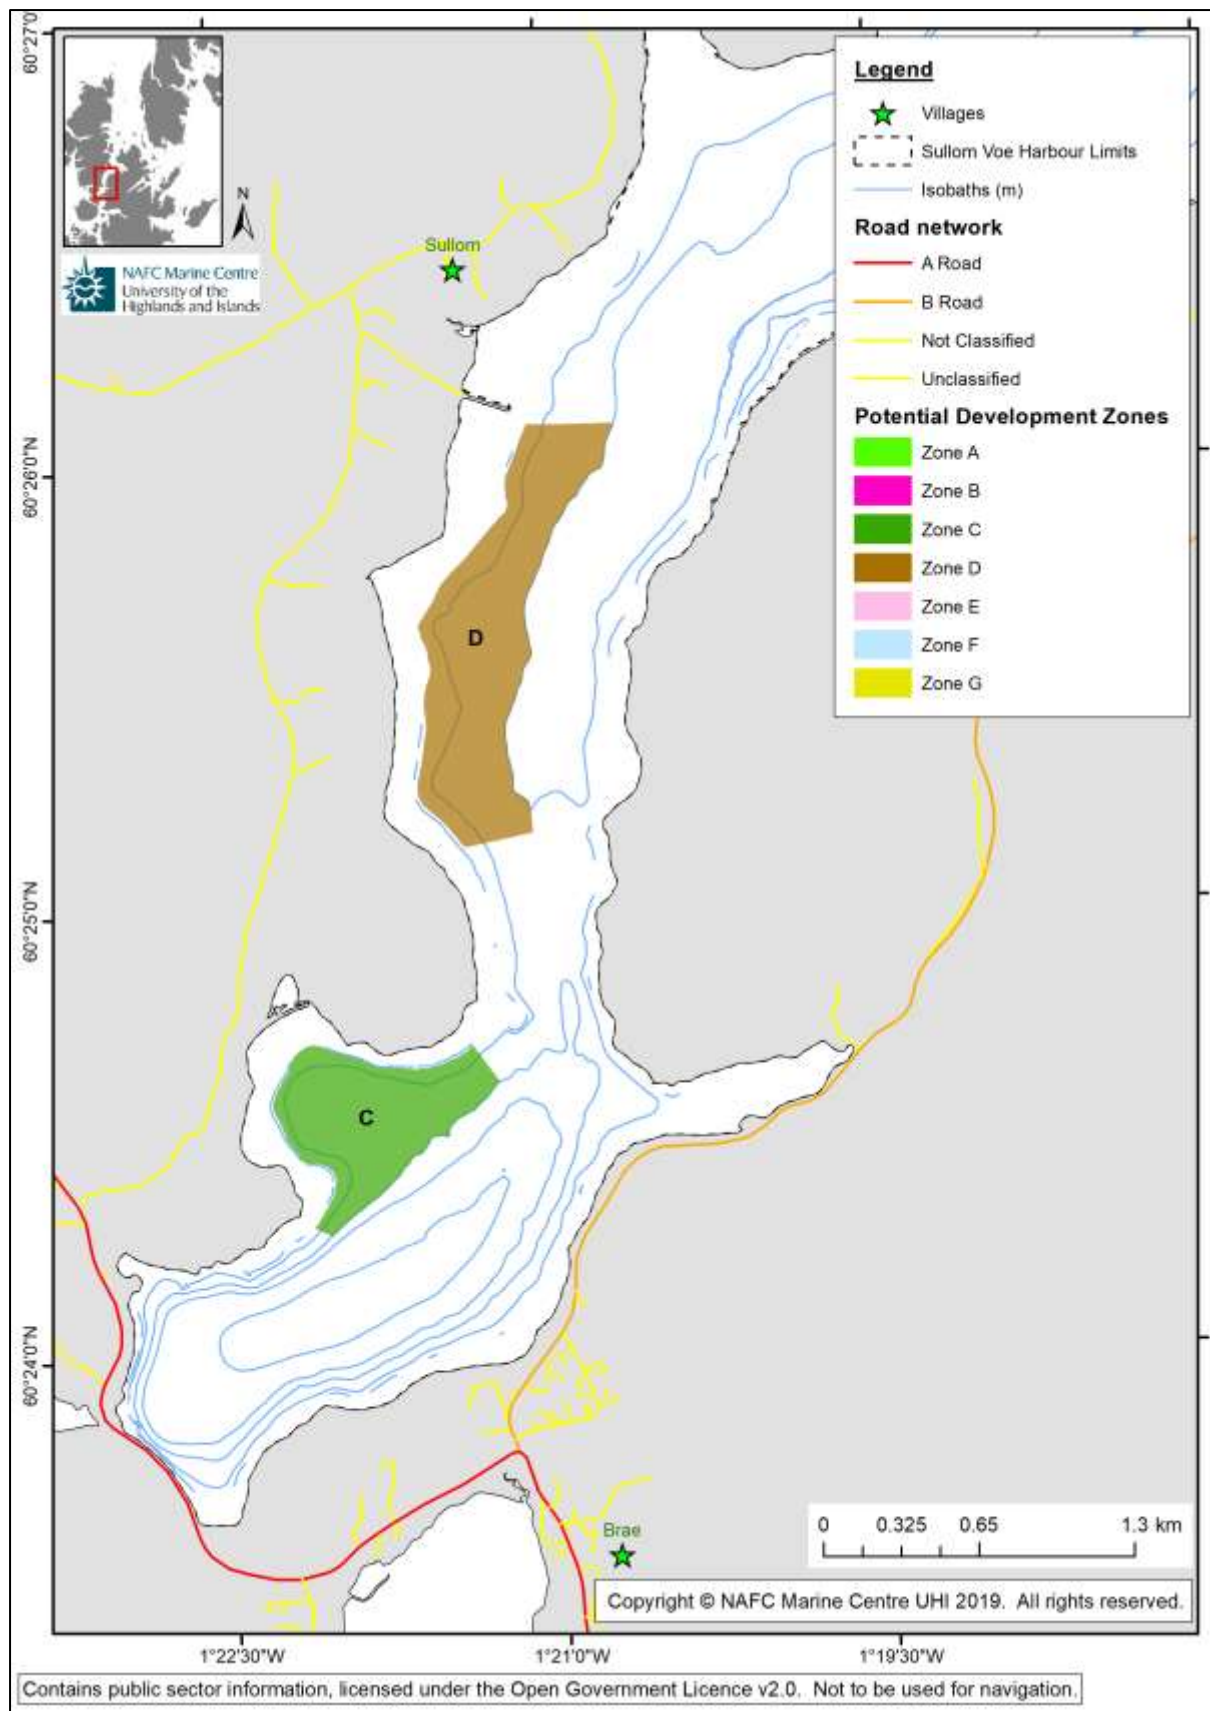 60°27'0"
N
NAFC Marine Centre
University of the
Highlands and Islands
Sullom
Legend
Villages
Sullom Voe Harbour Limits
Isobaths (m)
Road network
A Road
B Road
Not Classified
Unclassified
Potential Development Zones
Zone A
Zone B
Zone C
Zone D
Zone E
Zone F
Zone G
60°26'0"N
D
60°25'0"N
C
60°24'0"N
Brae
0 0.325 0.65 1.3 km
Copyright © NAFC Marine Centre UHI 2019. All rights reserved.
1°22'30"W 1°21'0"W 1°19'30"W
Contains public sector information, licensed under the Open Government Licence v2.0. Not to be used for navigation.